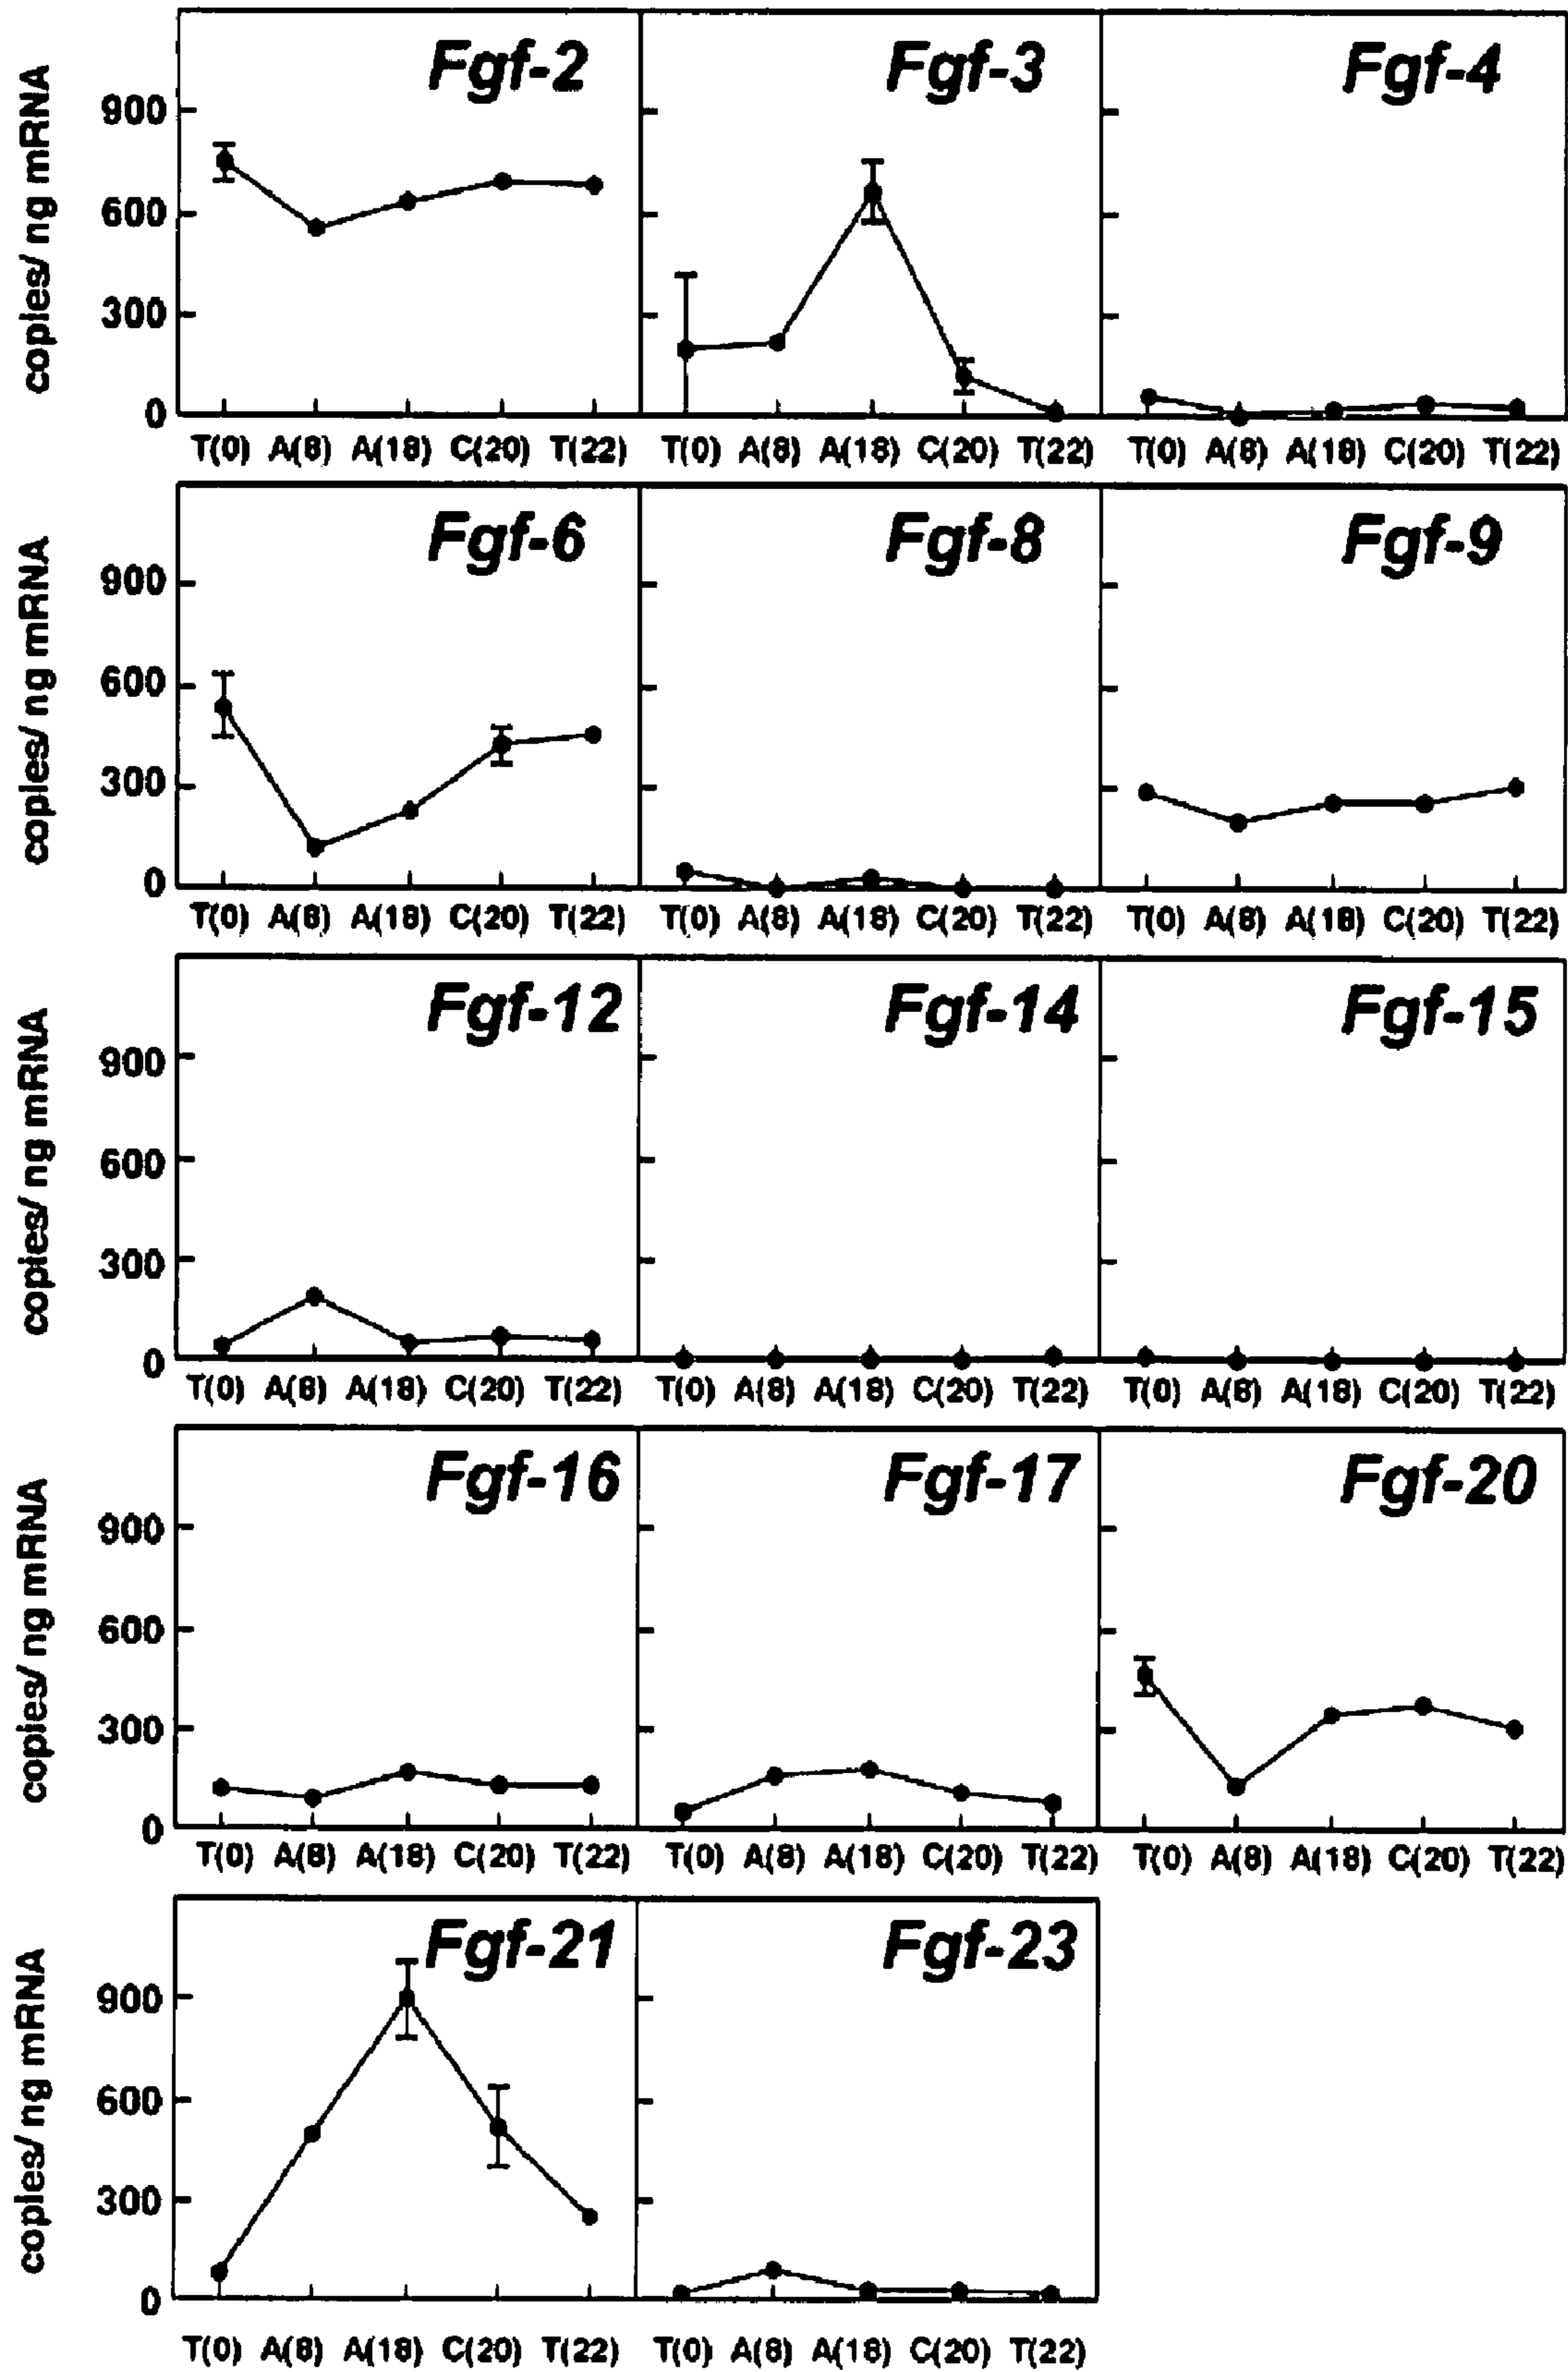 Fgf-2 Fgf-3 Fgf-4
copies/ ng mRNA
900
600
300
0
T(0) A(8) A(18) C(20) T(22) T(0) A(8) A(18) C(20) T(22) T(0) A(8) A(18) C(20) T(22)
Fgf-6 Fgf-8 Fgf-9
copies/ ng mRNA
900
600
300
0
T(0) A(8) A(18) C(20) T(22) T(0) A(8) A(18) C(20) T(22) T(0) A(8) A(18) C(20) T(22)
Fgf-12 Fgf-14 Fgf-15
copies/ ng mRNA
900
600
300
0
T(0) A(8) A(18) C(20) T(22) T(0) A(8) A(18) C(20) T(22) T(0) A(8) A(18) C(20) T(22)
Fgf-16 Fgf-17 Fgf-20
copies/ ng mRNA
900
600
300
0
T(0) A(8) A(18) C(20) T(22) T(0) A(8) A(18) C(20) T(22) T(0) A(8) A(18) C(20) T(22)
Fgf-21 Fgf-23
copies/ ng mRNA
900
600
300
0
T(0) A(8) A(18) C(20) T(22) T(0) A(8) A(18) C(20) T(22)